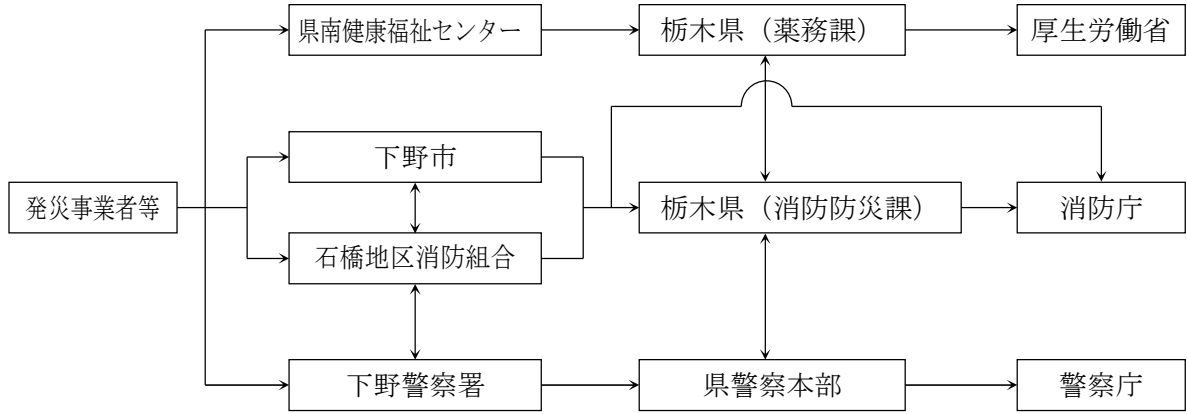 県南健康福祉センター
栃木県（薬務課）
厚生労働省
下野市
発災事業者等
栃木県（消防防災課）
消防庁
石橋地区消防組合
下野警察署
県警察本部
警察庁